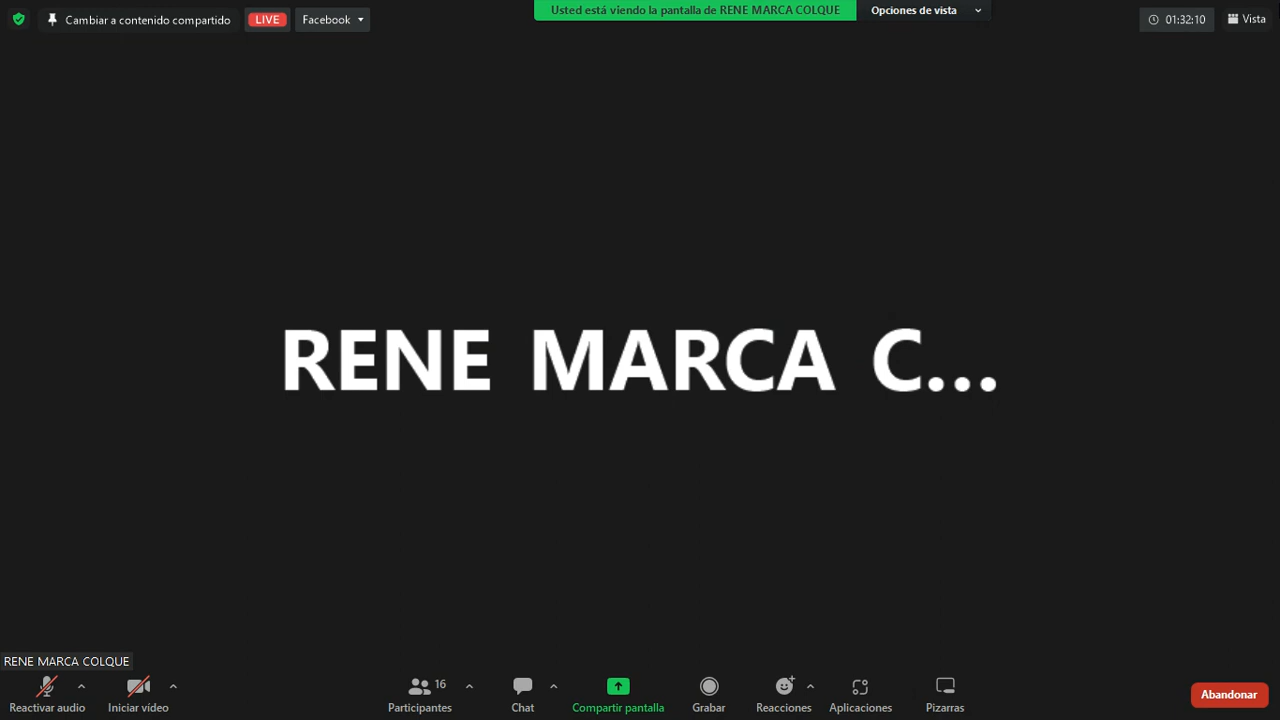 Cambiar a contenido compartido
LIVE
Facebook
Usted está viendo la pantalla de RENE MARCA COLQUE
Opciones de vista
01:32:10
Vista
RENE MARCA C...
RENE MARCA COLQUE
Reactivar audio
Iniciar vídeo
16
Participantes
Chat
Compartir pantalla
Grabar
Reacciones
Aplicaciones
Pizarras
Abandonar